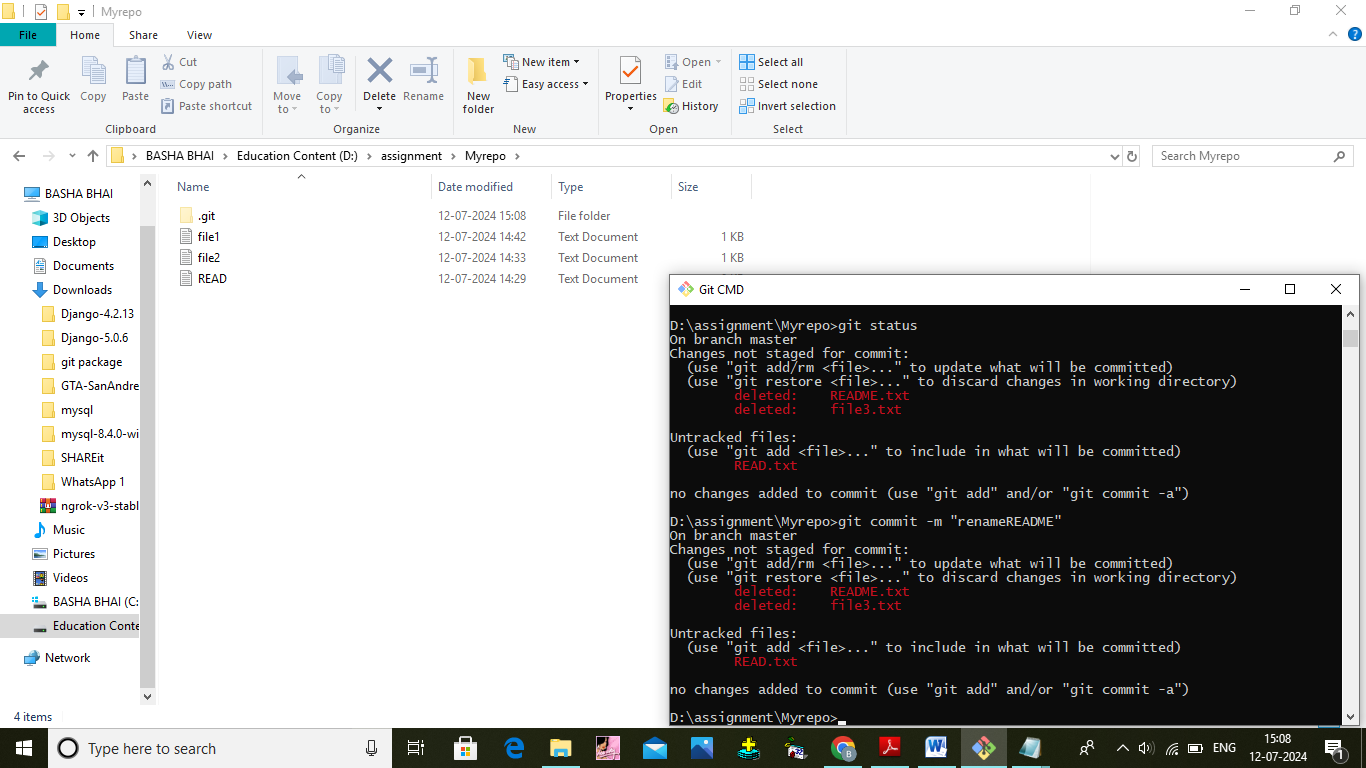 Myrepo
File Home Share View
Pin to Quick access
Copy
Paste
Cut
Copy path
Paste shortcut
Clipboard
Move to
Copy to
Delete
Rename
Organize
New folder
New item
Easy access
New
Properties
Open
Edit
History
Open
Select all
Select none
Invert selection
Select
BASHA BHAI > Education Content (D:) > assignment > Myrepo >
Search Myrepo
BASHA BHAI
3D Objects
Desktop
Documents
Downloads
Django-4.2.13
Django-5.0.6
git package
GTA-SanAndre
mysql
mysql-8.4.0-wi
SHAREit
WhatsApp 1
ngrok-v3-stabl
Music
Pictures
Videos
BASHA BHAI (C:
Education Conte
Network
Name Date modified Type Size
.git 12-07-2024 15:08 File folder
file1 12-07-2024 14:42 Text Document 1 KB
file2 12-07-2024 14:33 Text Document 1 KB
READ 12-07-2024 14:29 Text Document
Git CMD
D:\assignment\Myrepo>git status
On branch master
Changes not staged for commit:
(use "git add/rm <file>..." to update what will be committed)
(use "git restore <file>..." to discard changes in working directory)
deleted: README.txt
deleted: file3.txt
Untracked files:
(use "git add <file>..." to include in what will be committed)
READ.txt
no changes added to commit (use "git add" and/or "git commit -a")
D:\assignment\Myrepo>git commit -m "renameREADME"
On branch master
Changes not staged for commit:
(use "git add/rm <file>..." to update what will be committed)
(use "git restore <file>..." to discard changes in working directory)
deleted: README.txt
deleted: file3.txt
Untracked files:
(use "git add <file>..." to include in what will be committed)
READ.txt
no changes added to commit (use "git add" and/or "git commit -a")
D:\assignment\Myrepo>
4 items
Type here to search
ENG
15:08
12-07-2024
1